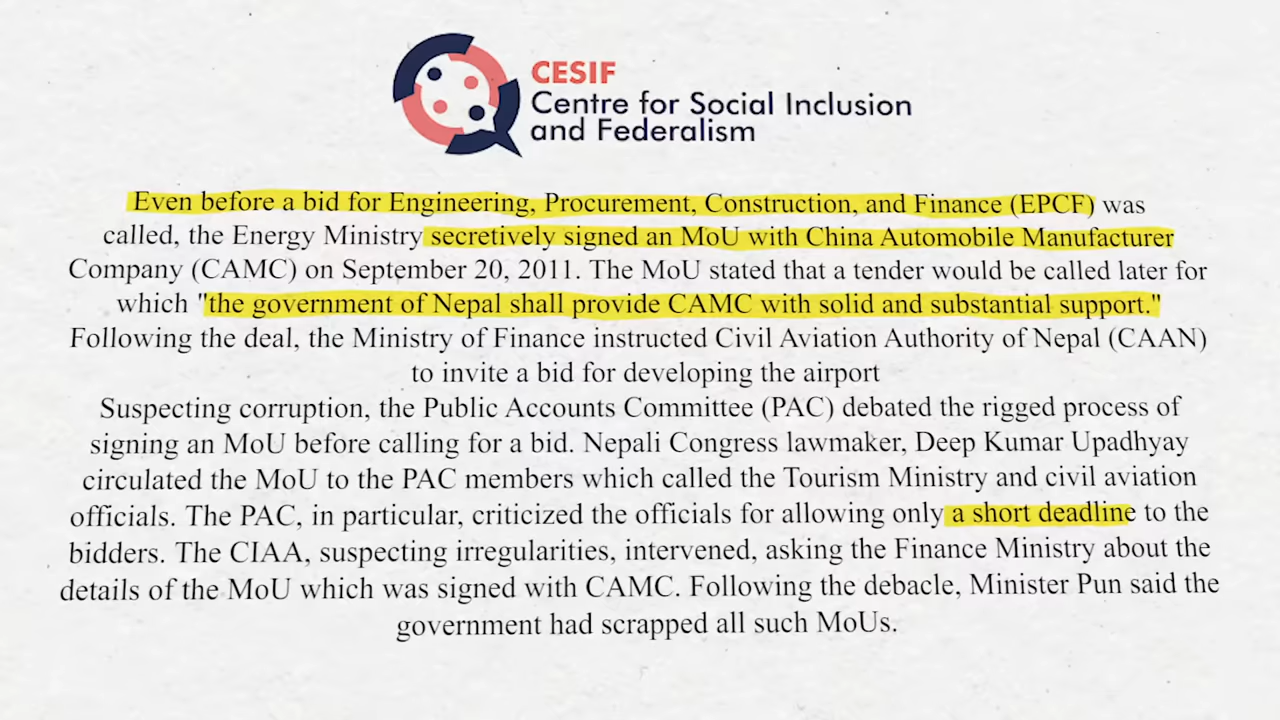 CESIF
Centre for Social Inclusion
and Federalism
Even before a bid for Engineering, Procurement, Construction, and Finance (EPCF) was
called, the Energy Ministry secretively signed an MoU with China Automobile Manufacturer
Company (CAMC) on September 20, 2011. The MoU stated that a tender would be called later for
which "the government of Nepal shall provide CAMC with solid and substantial support."
Following the deal, the Ministry of Finance instructed Civil Aviation Authority of Nepal (CAAN)
to invite a bid for developing the airport
Suspecting corruption, the Public Accounts Committee (PAC) debated the rigged process of
signing an MoU before calling for a bid. Nepali Congress lawmaker, Deep Kumar Upadhyay
circulated the MoU to the PAC members which called the Tourism Ministry and civil aviation
officials. The PAC, in particular, criticized the officials for allowing only a short deadline to the
bidders. The CIAA, suspecting irregularities, intervened, asking the Finance Ministry about the
details of the MoU which was signed with CAMC. Following the debacle, Minister Pun said the
government had scrapped all such MoUs.